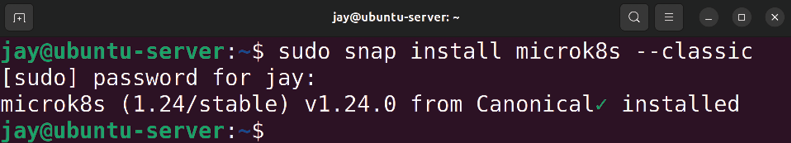 jay@ubuntu-server: ~
jay@ubuntu-server:~$ sudo snap install microk8s --classic
[sudo] password for jay:
microk8s (1.24/stable) v1.24.0 from Canonical✓ installed
jay@ubuntu-server:~$